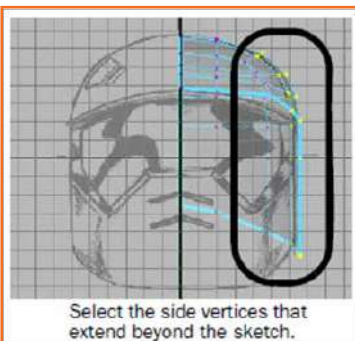 Select the side vertices that
extend beyond the sketch.